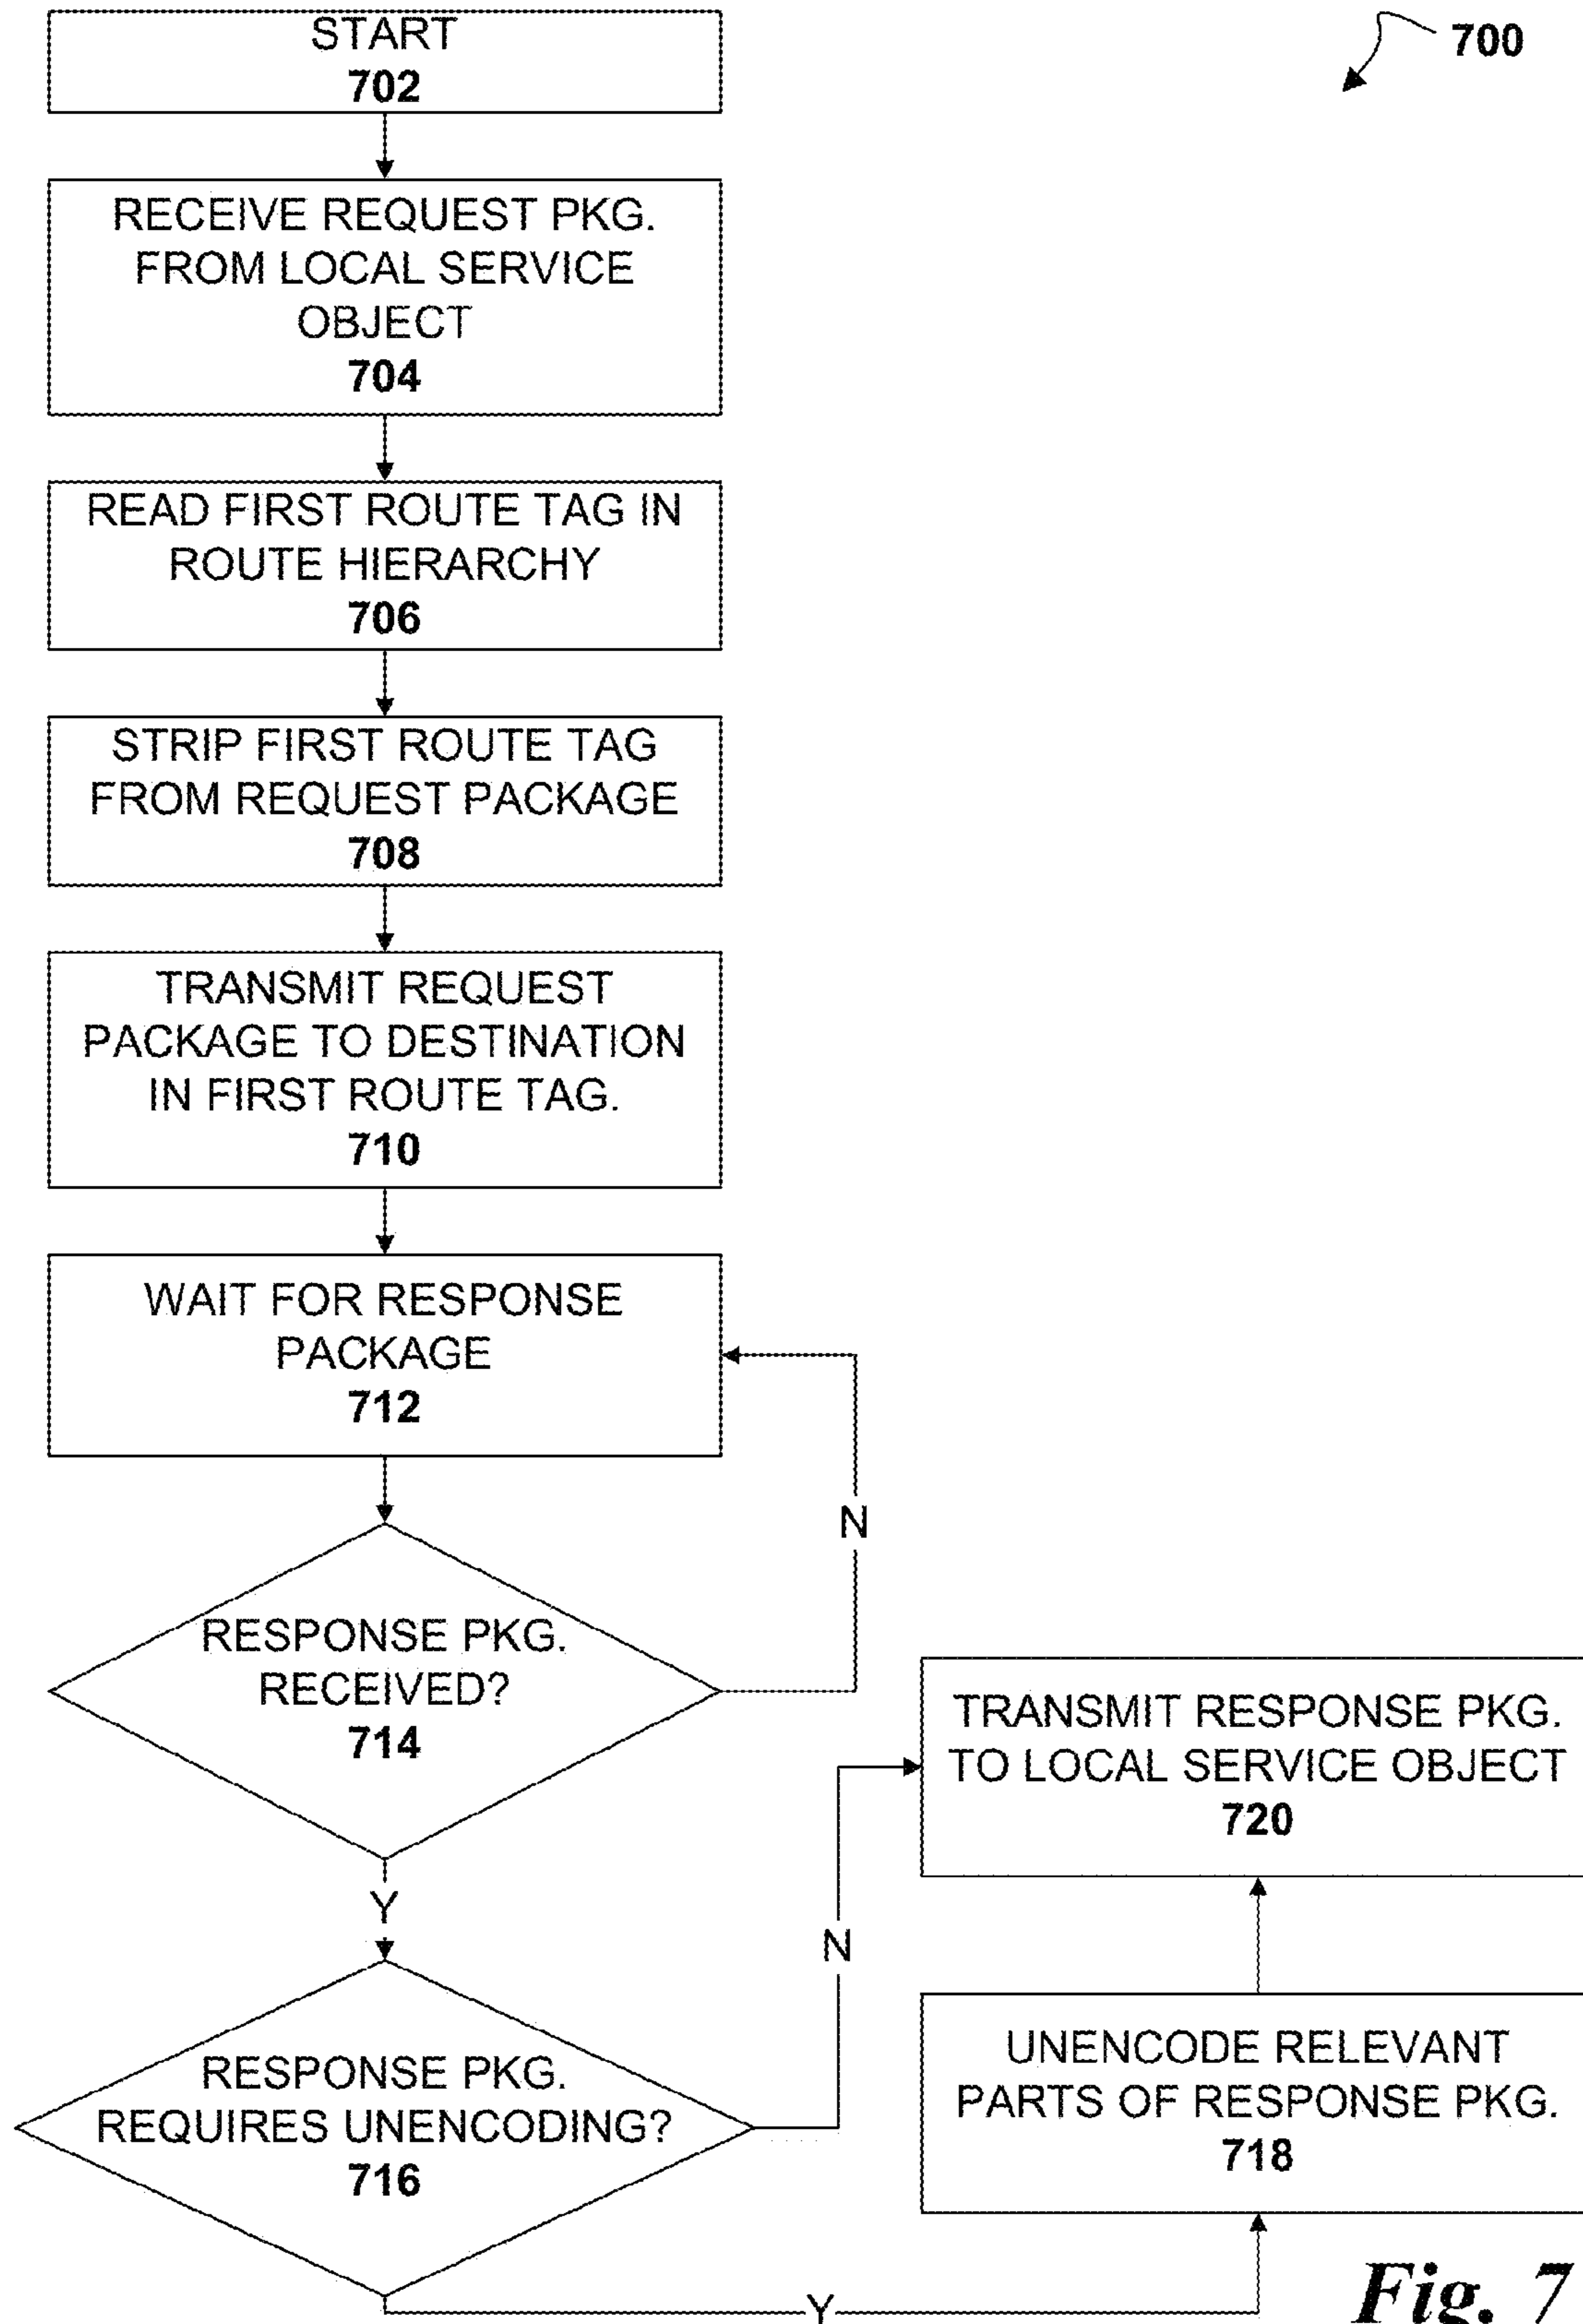 START
702
700
RECEIVE REQUEST PKG.
FROM LOCAL SERVICE
OBJECT
704
READ FIRST ROUTE TAG IN
ROUTE HIERARCHY
706
STRIP FIRST ROUTE TAG
FROM REQUEST PACKAGE
708
TRANSMIT REQUEST
PACKAGE TO DESTINATION
IN FIRST ROUTE TAG.
710
WAIT FOR RESPONSE
PACKAGE
712
N
RESPONSE PKG.
RECEIVED?
714
Y
N
RESPONSE PKG.
REQUIRES UNENCODING?
716
Y
TRANSMIT RESPONSE PKG.
TO LOCAL SERVICE OBJECT
720
UNENCODE RELEVANT
PARTS OF RESPONSE PKG.
718
Fig. 7